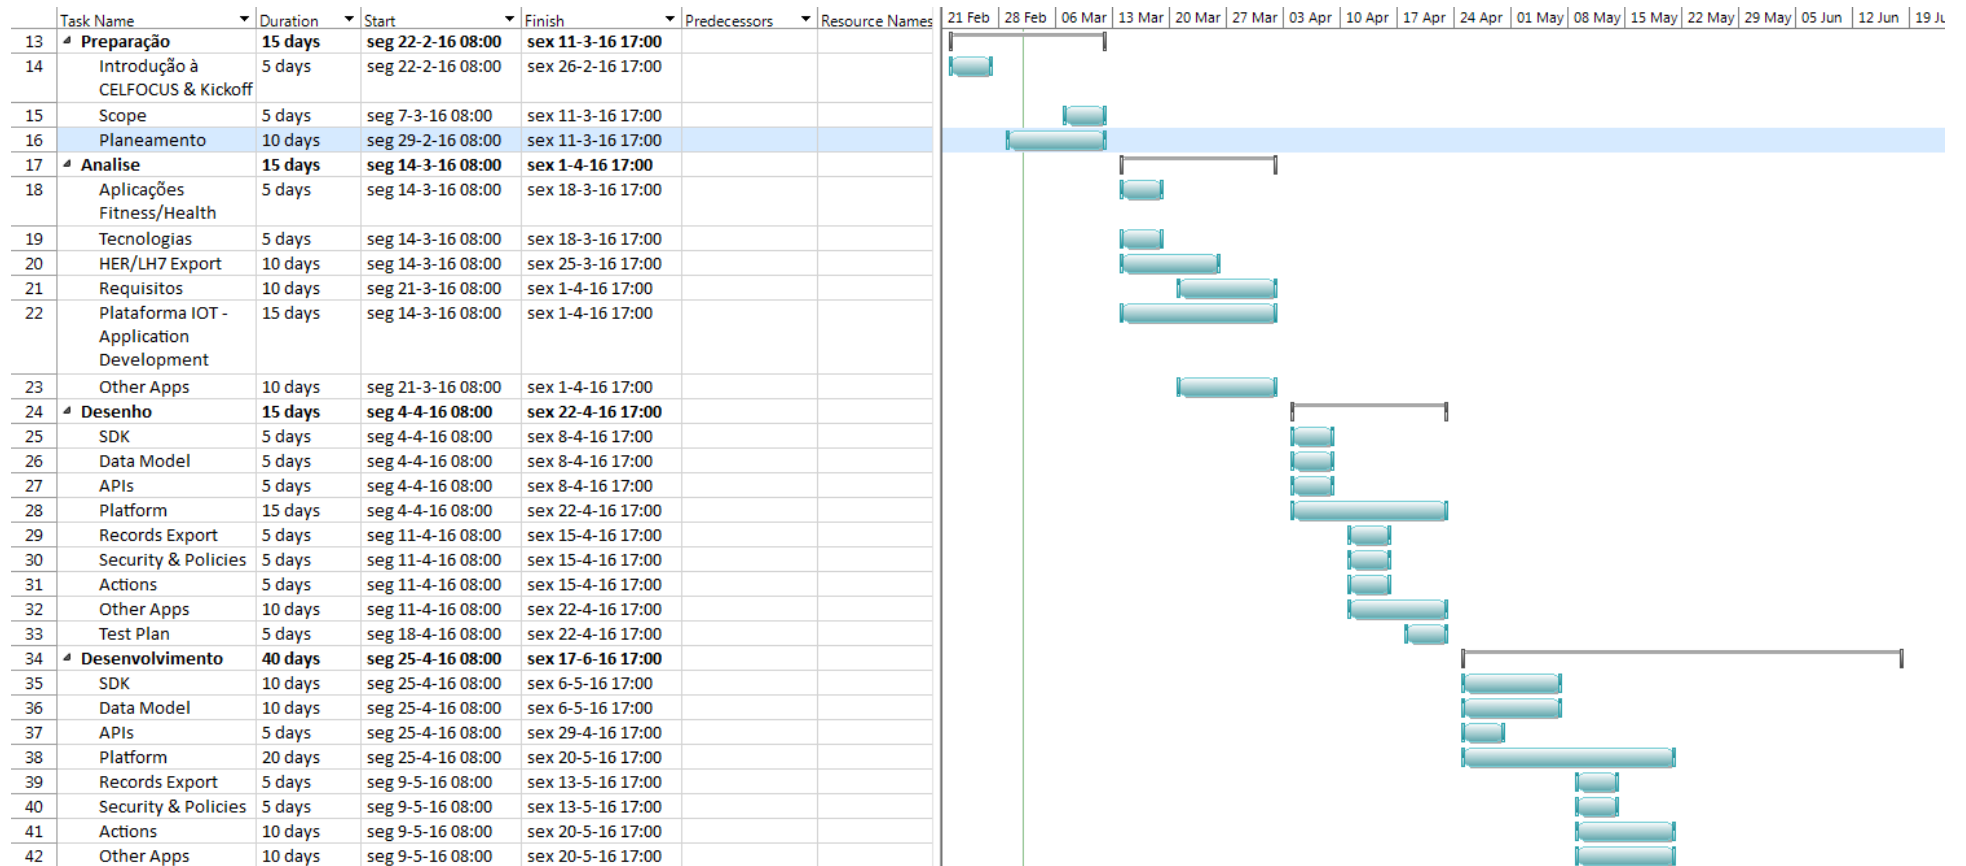 Task Name Duration Start Finish Predecessors Resource Names 21 Feb 28 Feb 06 Mar 13 Mar 20 Mar 27 Mar 03 Apr 10 Apr 17 Apr 24 Apr 01 May 08 May 15 May 22 May 29 May 05 Jun 12 Jun 19 Ju
13 Preparação 15 days seg 22-2-16 08:00 sex 11-3-16 17:00
14 Introdução à 5 days seg 22-2-16 08:00 sex 26-2-16 17:00
CELFOCUS & Kickoff
15 Scope 5 days seg 7-3-16 08:00 sex 11-3-16 17:00
16 Planeamento 10 days seg 29-2-16 08:00 sex 11-3-16 17:00
17 Analise 15 days seg 14-3-16 08:00 sex 1-4-16 17:00
18 Aplicações 5 days seg 14-3-16 08:00 sex 18-3-16 17:00
Fitness/Health
19 Tecnologias 5 days seg 14-3-16 08:00 sex 18-3-16 17:00
20 HER/LH7 Export 10 days seg 14-3-16 08:00 sex 25-3-16 17:00
21 Requisitos 10 days seg 21-3-16 08:00 sex 1-4-16 17:00
22 Plataforma IOT - 15 days seg 14-3-16 08:00 sex 1-4-16 17:00
Application
Development
23 Other Apps 10 days seg 21-3-16 08:00 sex 1-4-16 17:00
24 Desenho 15 days seg 4-4-16 08:00 sex 22-4-16 17:00
25 SDK 5 days seg 4-4-16 08:00 sex 8-4-16 17:00
26 Data Model 5 days seg 4-4-16 08:00 sex 8-4-16 17:00
27 APIs 5 days seg 4-4-16 08:00 sex 8-4-16 17:00
28 Platform 15 days seg 4-4-16 08:00 sex 22-4-16 17:00
29 Records Export 5 days seg 11-4-16 08:00 sex 15-4-16 17:00
30 Security & Policies 5 days seg 11-4-16 08:00 sex 15-4-16 17:00
31 Actions 5 days seg 11-4-16 08:00 sex 15-4-16 17:00
32 Other Apps 10 days seg 11-4-16 08:00 sex 22-4-16 17:00
33 Test Plan 5 days seg 18-4-16 08:00 sex 22-4-16 17:00
34 Desenvolvimento 40 days seg 25-4-16 08:00 sex 17-6-16 17:00
35 SDK 10 days seg 25-4-16 08:00 sex 6-5-16 17:00
36 Data Model 10 days seg 25-4-16 08:00 sex 6-5-16 17:00
37 APIs 5 days seg 25-4-16 08:00 sex 29-4-16 17:00
38 Platform 20 days seg 25-4-16 08:00 sex 20-5-16 17:00
39 Records Export 5 days seg 9-5-16 08:00 sex 13-5-16 17:00
40 Security & Policies 5 days seg 9-5-16 08:00 sex 13-5-16 17:00
41 Actions 10 days seg 9-5-16 08:00 sex 20-5-16 17:00
42 Other Apps 10 days seg 9-5-16 08:00 sex 20-5-16 17:00